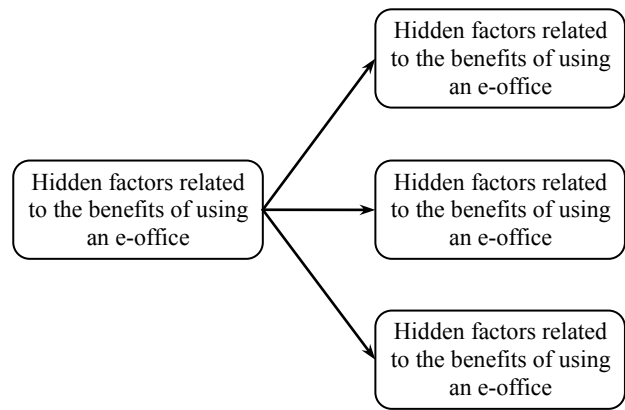 Hidden factors related
to the benefits of using
an e-office
Hidden factors related
to the benefits of using
an e-office
Hidden factors related
to the benefits of using
an e-office
Hidden factors related
to the benefits of using
an e-office